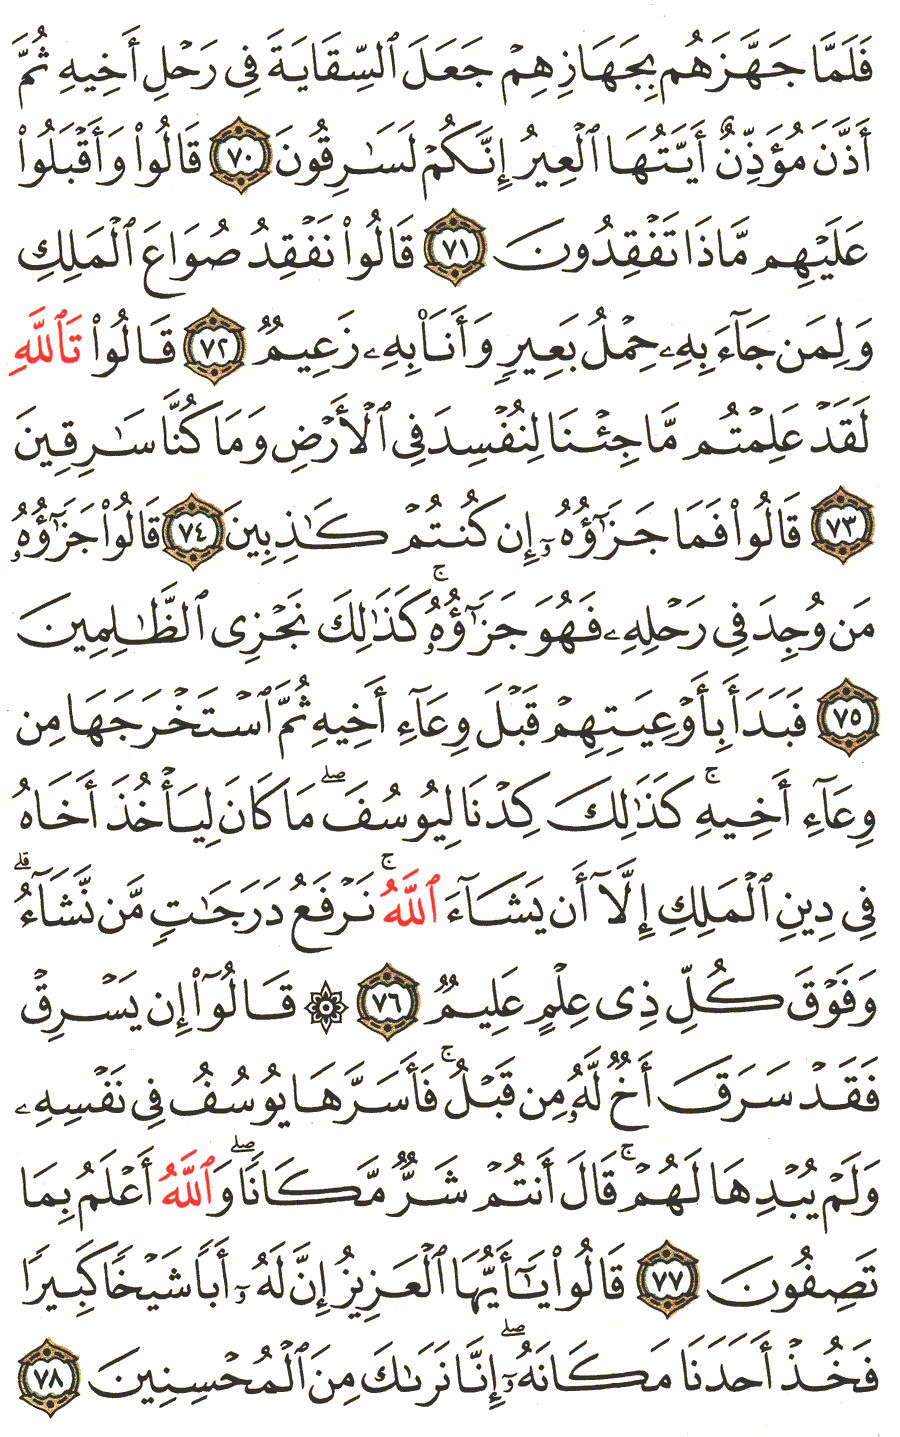 فَلَمَّا جَهَّزَهُم بِجَهَازِهِمْ جَعَلَ ٱلسِّقَايَةَ فِى رَحْلِ أَخِيهِ ثُمَّ
أَذَّنَ مُؤَذِّنٌ أَيَّتُهَا ٱلْعِيرُ إِنَّكُمْ لَسَـٰرِقُونَ ٧٠ قَالُوا۟ وَأَقْبَلُوا۟
عَلَيْهِم مَّاذَا تَفْقِدُونَ ٧١ قَالُوا۟ نَفْقِدُ صُوَاعَ ٱلْمَلِكِ
وَلِمَن جَآءَ بِهِۦ حِمْلُ بَعِيرٍ وَأَنَا۠ بِهِۦ زَعِيمٌ ٧٢ قَالُوا۟ تَٱللَّهِ
لَقَدْ عَلِمْتُم مَّا جِئْنَا لِنُفْسِدَ فِى ٱلْأَرْضِ وَمَا كُنَّا سَـٰرِقِينَ
٧٣ قَالُوا۟ فَمَا جَزَٰٓؤُهُۥٓ إِن كُنتُمْ كَـٰذِبِينَ ٧٤ قَالُوا۟ جَزَٰٓؤُهُۥ
مَن وُجِدَ فِى رَحْلِهِۦ فَهُوَ جَزَٰٓؤُهُۥ ۚ كَذَٰلِكَ نَجْزِى ٱلظَّـٰلِمِينَ
٧٥ فَبَدَأَ بِأَوْعِيَتِهِمْ قَبْلَ وِعَآءِ أَخِيهِ ثُمَّ ٱسْتَخْرَجَهَا مِن
وِعَآءِ أَخِيهِ ۚ كَذَٰلِكَ كِدْنَا لِيُوسُفَ ۖ مَا كَانَ لِيَأْخُذَ أَخَاهُ
فِى دِينِ ٱلْمَلِكِ إِلَّآ أَن يَشَآءَ ٱللَّهُ ۚ نَرْفَعُ دَرَجَـٰتٍ مَّن نَّشَآءُ ۗ
وَفَوْقَ كُلِّ ذِى عِلْمٍ عَلِيمٌ ٧٦ ۞ قَالُوٓا۟ إِن يَسْرِقْ
فَقَدْ سَرَقَ أَخٌ لَّهُۥ مِن قَبْلُ ۚ فَأَسَرَّهَا يُوسُفُ فِى نَفْسِهِۦ
وَلَمْ يُبْدِهَا لَهُمْ ۚ قَالَ أَنتُمْ شَرٌّ مَّكَانًا ۖ وَٱللَّهُ أَعْلَمُ بِمَا
تَصِفُونَ ٧٧ قَالُوا۟ يَـٰٓأَيُّهَا ٱلْعَزِيزُ إِنَّ لَهُۥٓ أَبًا شَيْخًا كَبِيرًا
فَخُذْ أَحَدَنَا مَكَانَهُۥٓ ۖ إِنَّا نَرَىٰكَ مِنَ ٱلْمُحْسِنِينَ ٧٨